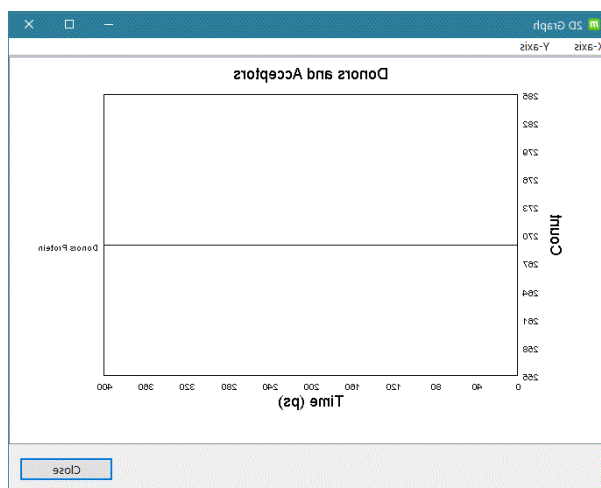 2D Graph
X-axis Y-axis
Donors and Acceptors
285
282
279
276
273
270
267
264
261
258
255
Count
Donors Protein
0 40 80 120 160 200 240 280 320 360 400
Time (ps)
Close